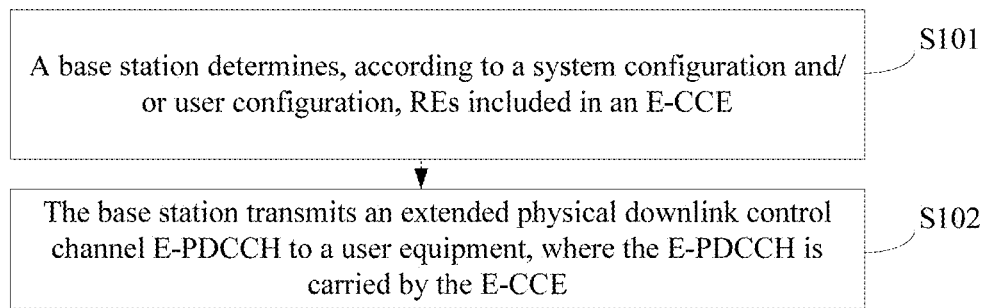 S101
A base station determines, according to a system configuration and/
or user configuration, REs included in an E-CCE
S102
The base station transmits an extended physical downlink control
channel E-PDCCH to a user equipment, where the E-PDCCH is
carried by the E-CCE